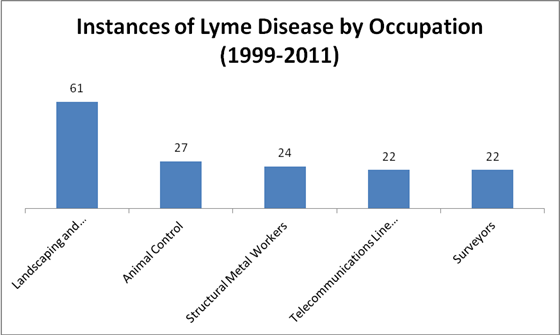 Instances of Lyme Disease by Occupation
(1999-2011)
61
27
24
22
22
Landscaping and...
Animal Control
Structural Metal Workers
Telecommunications Line...
Surveyors